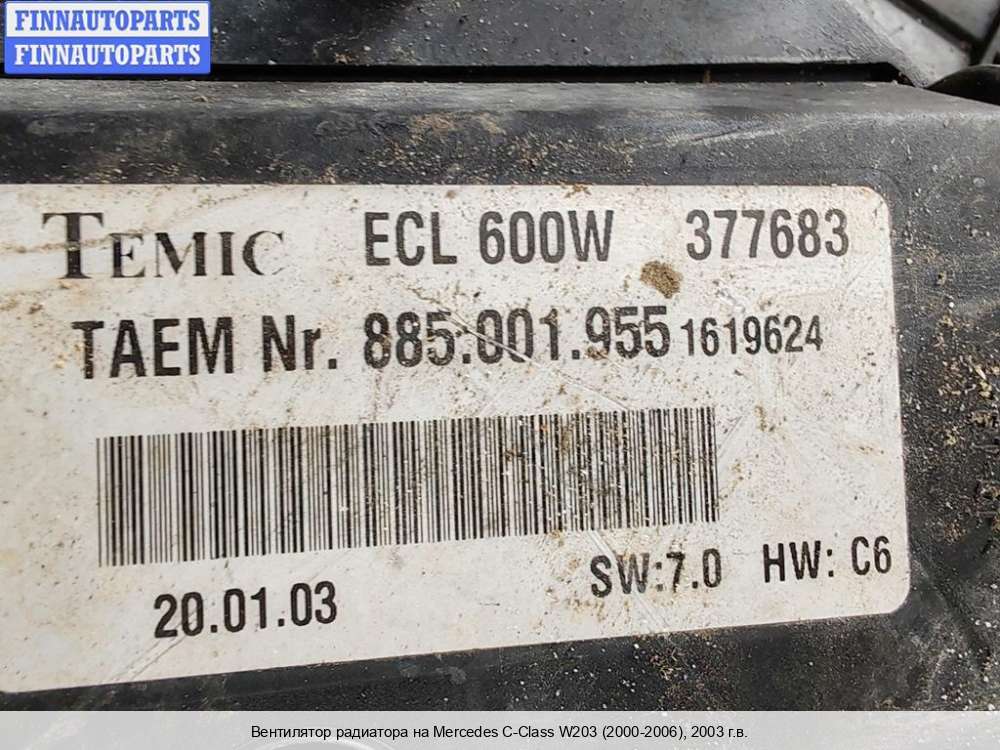 FINNAUTOPARTS
FINNAUTOPARTS
TEMIC ECL 600W 377683
TAEM Nr. 885.001.955 1619624
20.01.03 SW:7.0 HW: C6
Вентилятор радиатора на Mercedes C-Class W203 (2000-2006), 2003 г.в.